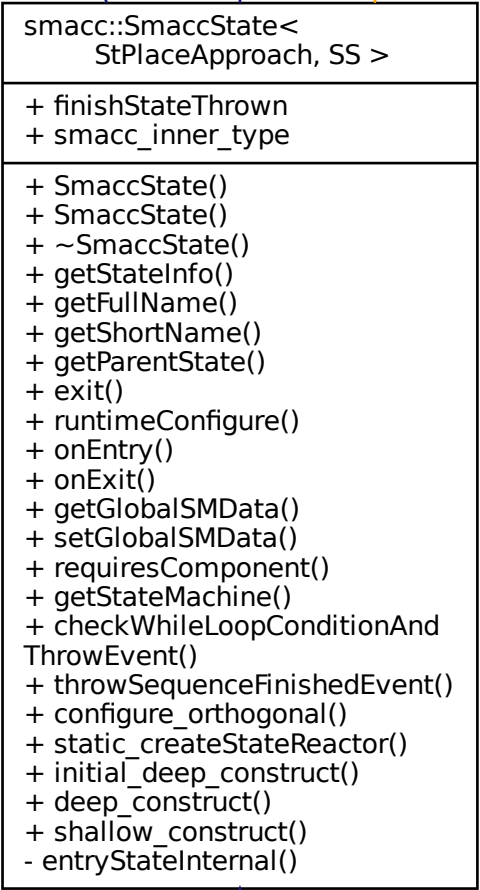 smacc::SmaccState<
StPlaceApproach, SS >
+ finishStateThrown
+ smacc_inner_type
+ SmaccState()
+ SmaccState()
+ ~SmaccState()
+ getStateInfo()
+ getFullName()
+ getShortName()
+ getParentState()
+ exit()
+ runtimeConfigure()
+ onEntry()
+ onExit()
+ getGlobalSMData()
+ setGlobalSMData()
+ requiresComponent()
+ getStateMachine()
+ checkWhileLoopConditionAnd
ThrowEvent()
+ throwSequenceFinishedEvent()
+ configure_orthogonal()
+ static_createStateReactor()
+ initial_deep_construct()
+ deep_construct()
+ shallow_construct()
- entryStateInternal()